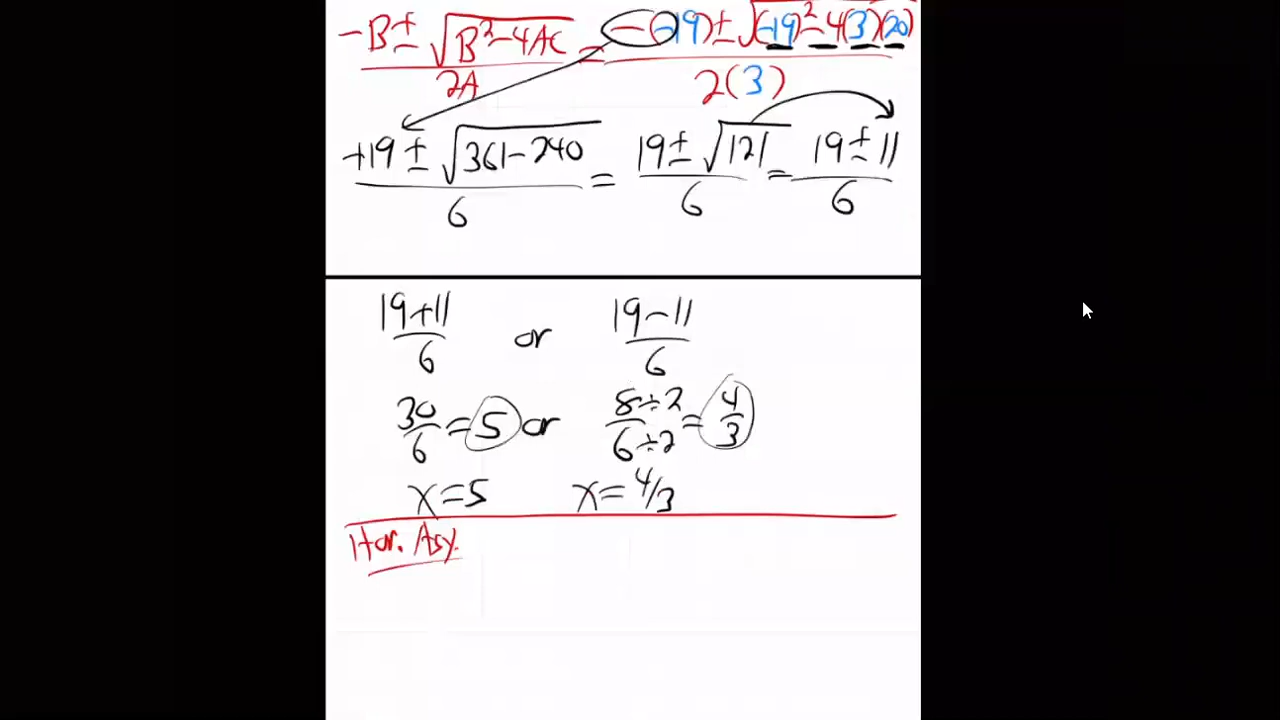 -B ± √B²-4AC / 2A = -(-19) ± √(-19)²-4(3)(20) / 2(3)
+19 ± √361-240 / 6 = 19 ± √121 / 6 = 19 ± 11 / 6
19+11 / 6 or 19-11 / 6
30/6 = 5 or 8÷2 / 6÷2 = 4/3
x=5 x=4/3
Hor. Asy.